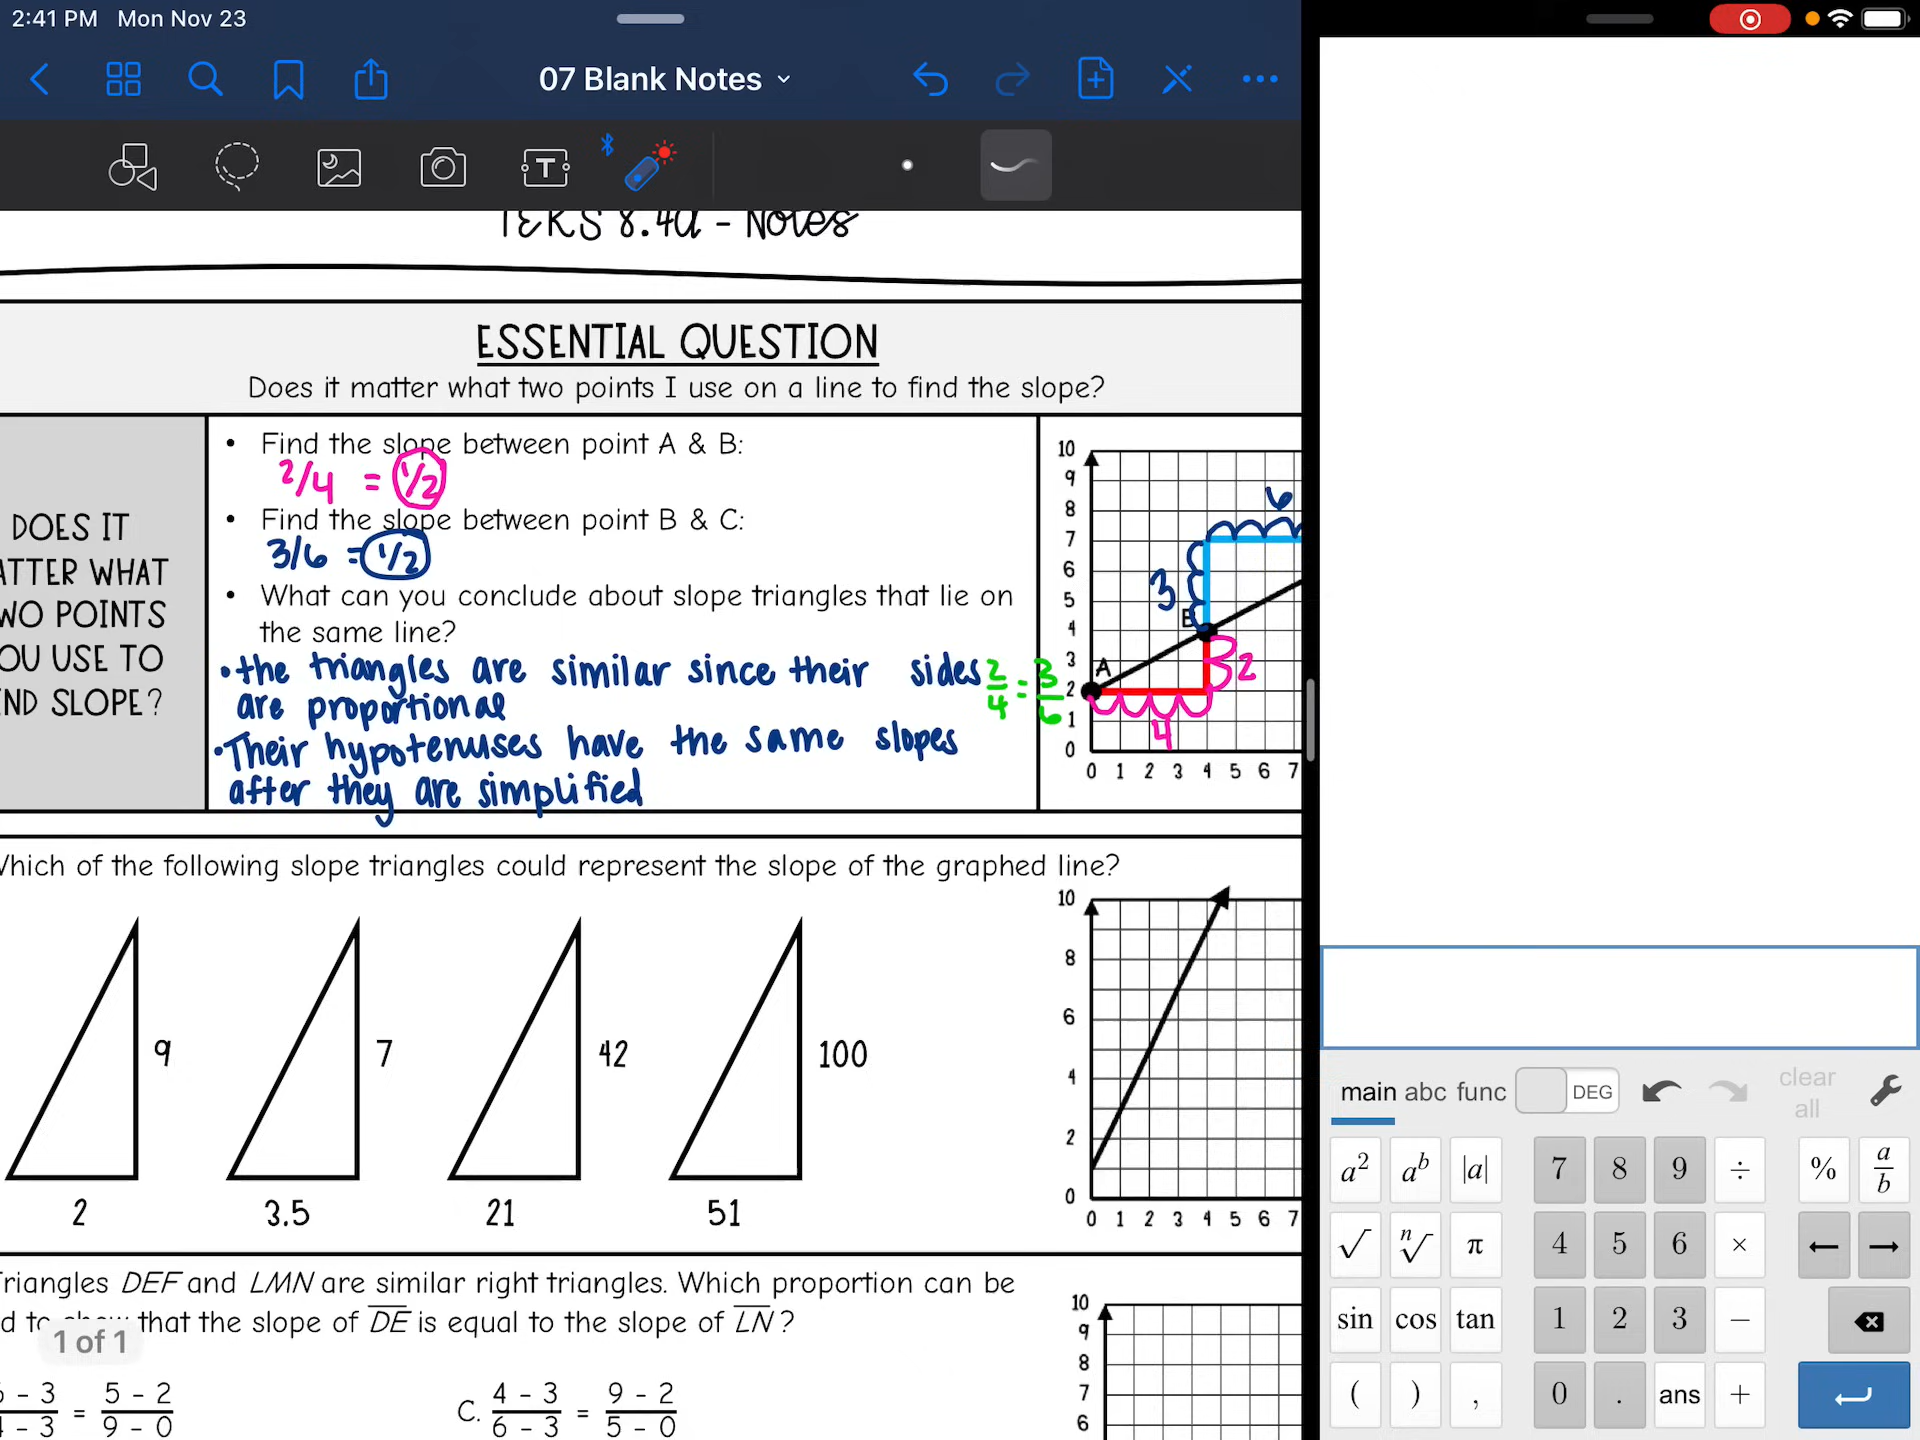 2:41 PM Mon Nov 23
07 Blank Notes
T
TEKS 8.4a - Notes
ESSENTIAL QUESTION
Does it matter what two points I use on a line to find the slope?
DOES IT
ATTER WHAT
WO POINTS
OU USE TO
ND SLOPE?
• Find the slope between point A & B:
2/4 = 1/2
• Find the slope between point B & C:
3/6 = 1/2
• What can you conclude about slope triangles that lie on
the same line?
•the triangles are similar since their sides
are proportional
2/4 = 3/6
•Their hypotenuses have the same slopes
after they are simplified
10
9
8
7
6
5
4
3
2
1
0
0 1 2 3 4 5 6 7
6
3
B
A
2
4
Which of the following slope triangles could represent the slope of the graphed line?
9 7 42 100
2 3.5 21 51
10
8
6
4
2
0
0 1 2 3 4 5 6 7
Triangles DEF and LMN are similar right triangles. Which proportion can be
d to show that the slope of DE is equal to the slope of LN?
1 of 1
6 - 3 = 5 - 2
4 - 3 9 - 0
C. 4 - 3 = 9 - 2
6 - 3 5 - 0
10
9
8
7
6
main abc func DEG clear all
a² aᵇ |a| 7 8 9 ÷ % a/b
√ ⁿ√ π 4 5 6 × ← →
sin cos tan 1 2 3 −
( ) , 0 . ans +